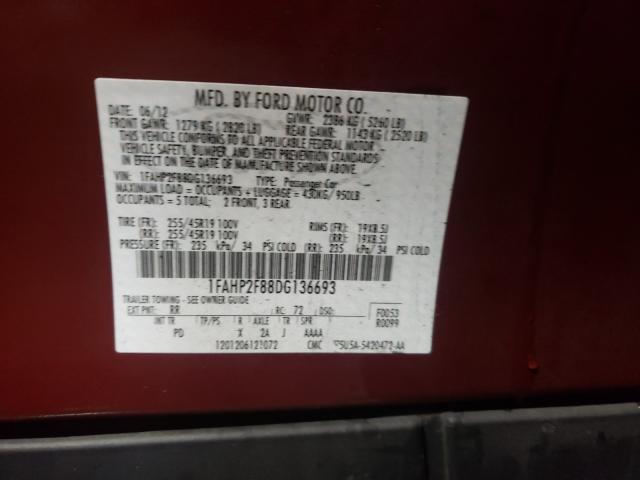 MFD. BY FORD MOTOR CO.
DATE: 06/12 GVWR: 2386 KG ( 5260 LB)
FRONT GAWR: 1279 KG ( 2820 LB) REAR GAWR: 1143 KG ( 2520 LB)
THIS VEHICLE CONFORMS TO ALL APPLICABLE FEDERAL MOTOR
VEHICLE SAFETY, BUMPER, AND THEFT PREVENTION STANDARDS
IN EFFECT ON THE DATE OF MANUFACTURE SHOWN ABOVE.
VIN: 1FAHP2F88DG136693 TYPE: Passenger Car
MAXIMUM LOAD = OCCUPANTS + LUGGAGE = 430KG/ 950LB
OCCUPANTS = 5 TOTAL: 2 FRONT, 3 REAR
TIRE (FR): 255/45R19 100V RIMS (FR): 19X8.5J
(RR): 255/45R19 100V (RR): 19X8.5J
PRESSURE (FR): 235 kPa/ 34 PSI COLD (RR): 235 kPa/ 34 PSI COLD
1FAHP2F88DG136693
TRAILER TOWING - SEE OWNER GUIDE
EXT PNT: RR RC: 72 DSO: F0053
R0099
INT TR TP/PS R AXLE TR SPR
PD X 2A J AAAA
1201206121072 CMC 5U5A-5420472-AA